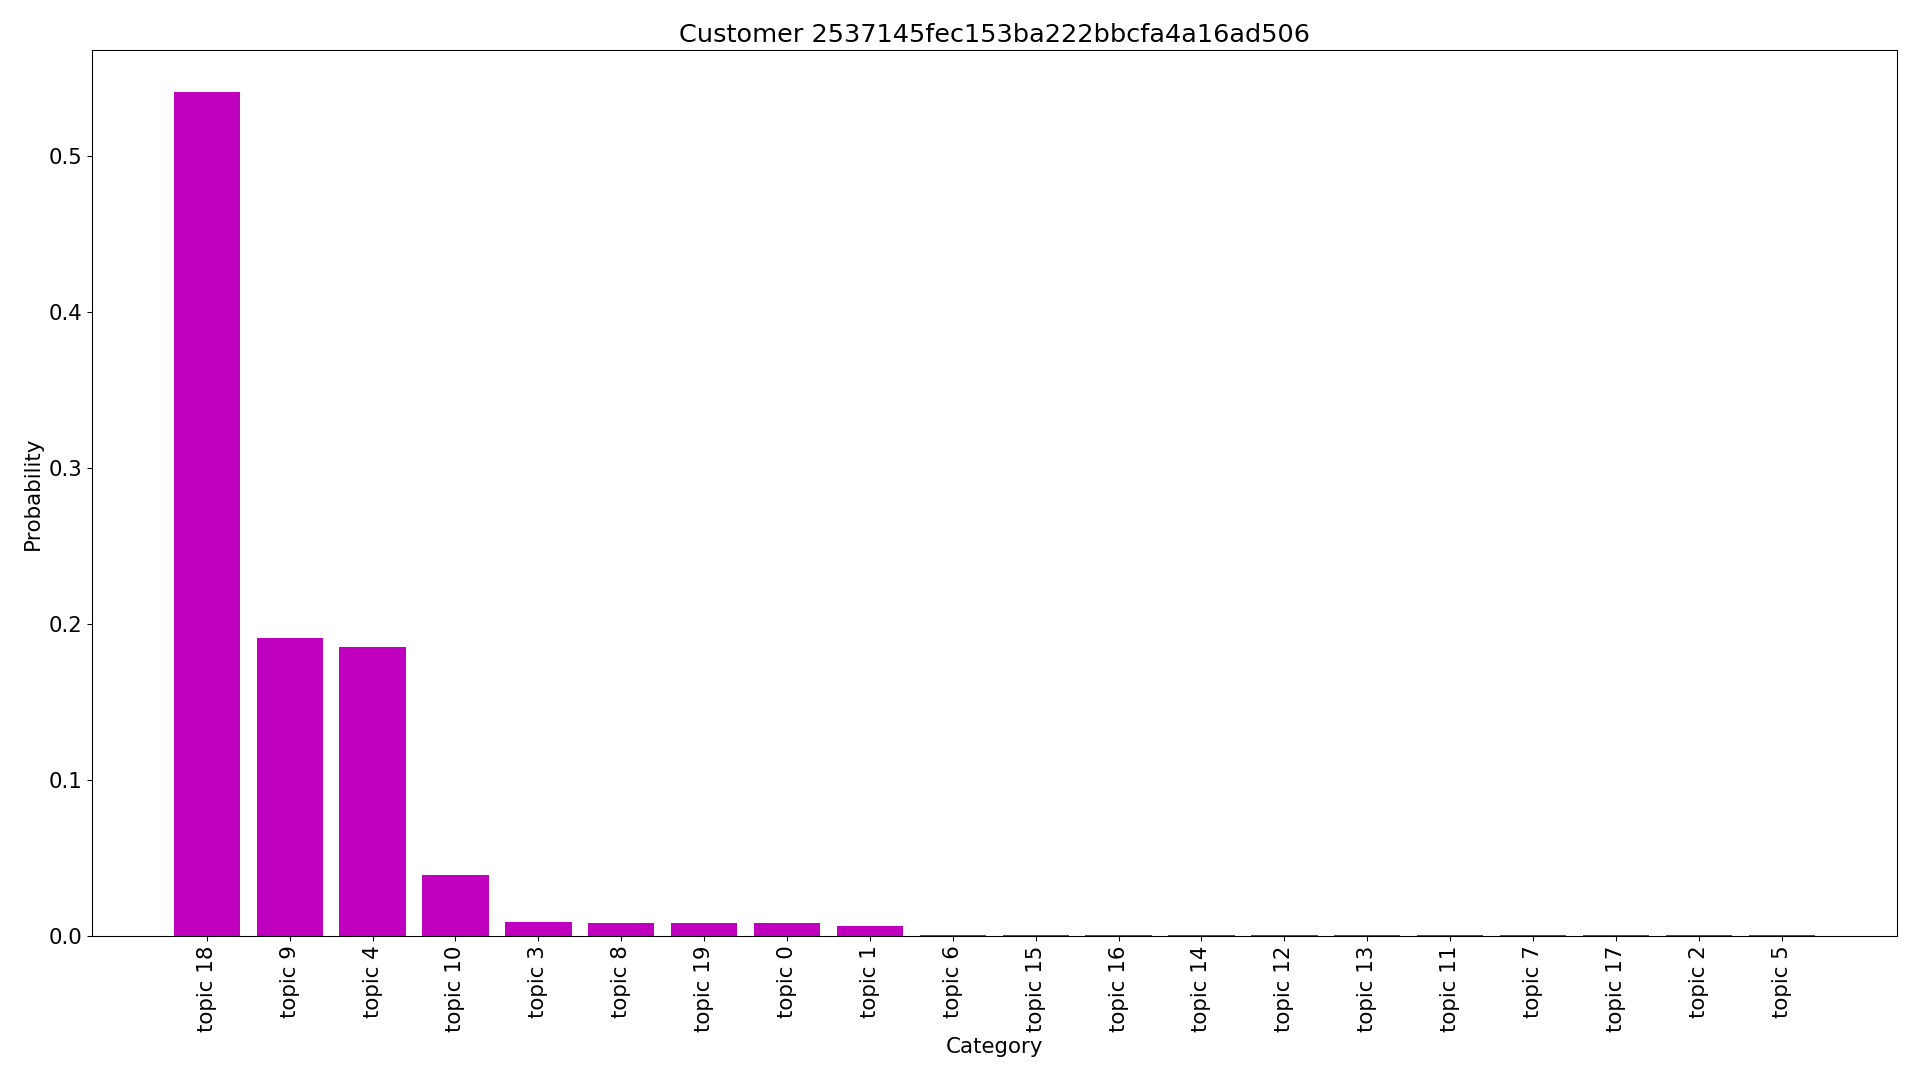 Customer 2537145fec153ba222bbcfa4a16ad506
Probability
0.5
0.4
0.3
0.2
0.1
0.0
topic 18
topic 9
topic 4
topic 10
topic 3
topic 8
topic 19
topic 0
topic 1
topic 6
topic 15
topic 16
topic 14
topic 12
topic 13
topic 11
topic 7
topic 17
topic 2
topic 5
Category